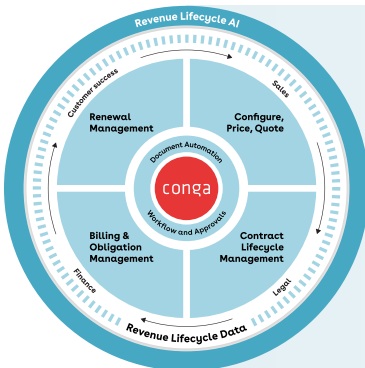 Revenue Lifecycle AI
Customer success
Sales
Renewal
Management
Configure,
Price, Quote
Document Automation
conga
Workflow and Approvals
Billing &
Obligation
Management
Contract
Lifecycle
Management
Finance
Legal
Revenue Lifecycle Data